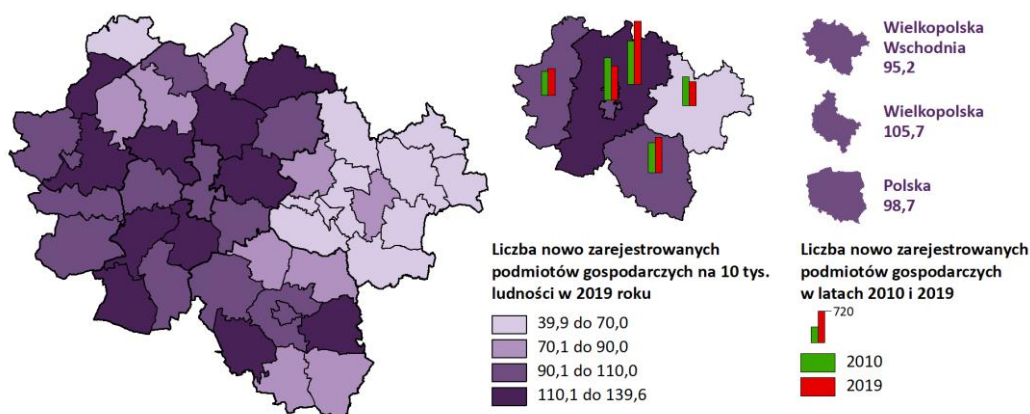 Wielkopolska
Wschodnia
95,2
Wielkopolska
105,7
Polska
98,7
Liczba nowo zarejestrowanych
podmiotów gospodarczych na 10 tys.
ludności w 2019 roku
39,9 do 70,0
70,1 do 90,0
90,1 do 110,0
110,1 do 139,6
Liczba nowo zarejestrowanych
podmiotów gospodarczych
w latach 2010 i 2019
720
2010
2019